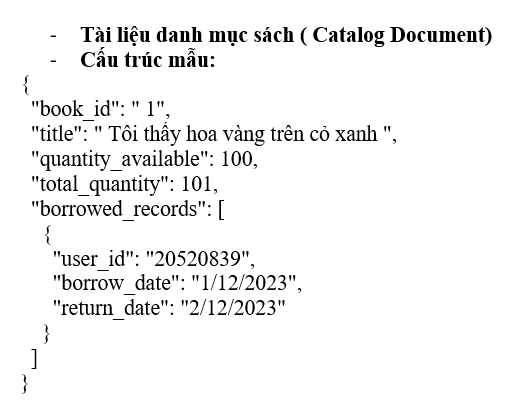 - Tài liệu danh mục sách ( Catalog Document)
- Cấu trúc mẫu:
{
"book_id": " 1",
"title": " Tôi thấy hoa vàng trên cỏ xanh ",
"quantity_available": 100,
"total_quantity": 101,
"borrowed_records": [
{
"user_id": "20520839",
"borrow_date": "1/12/2023",
"return_date": "2/12/2023"
}
]
}